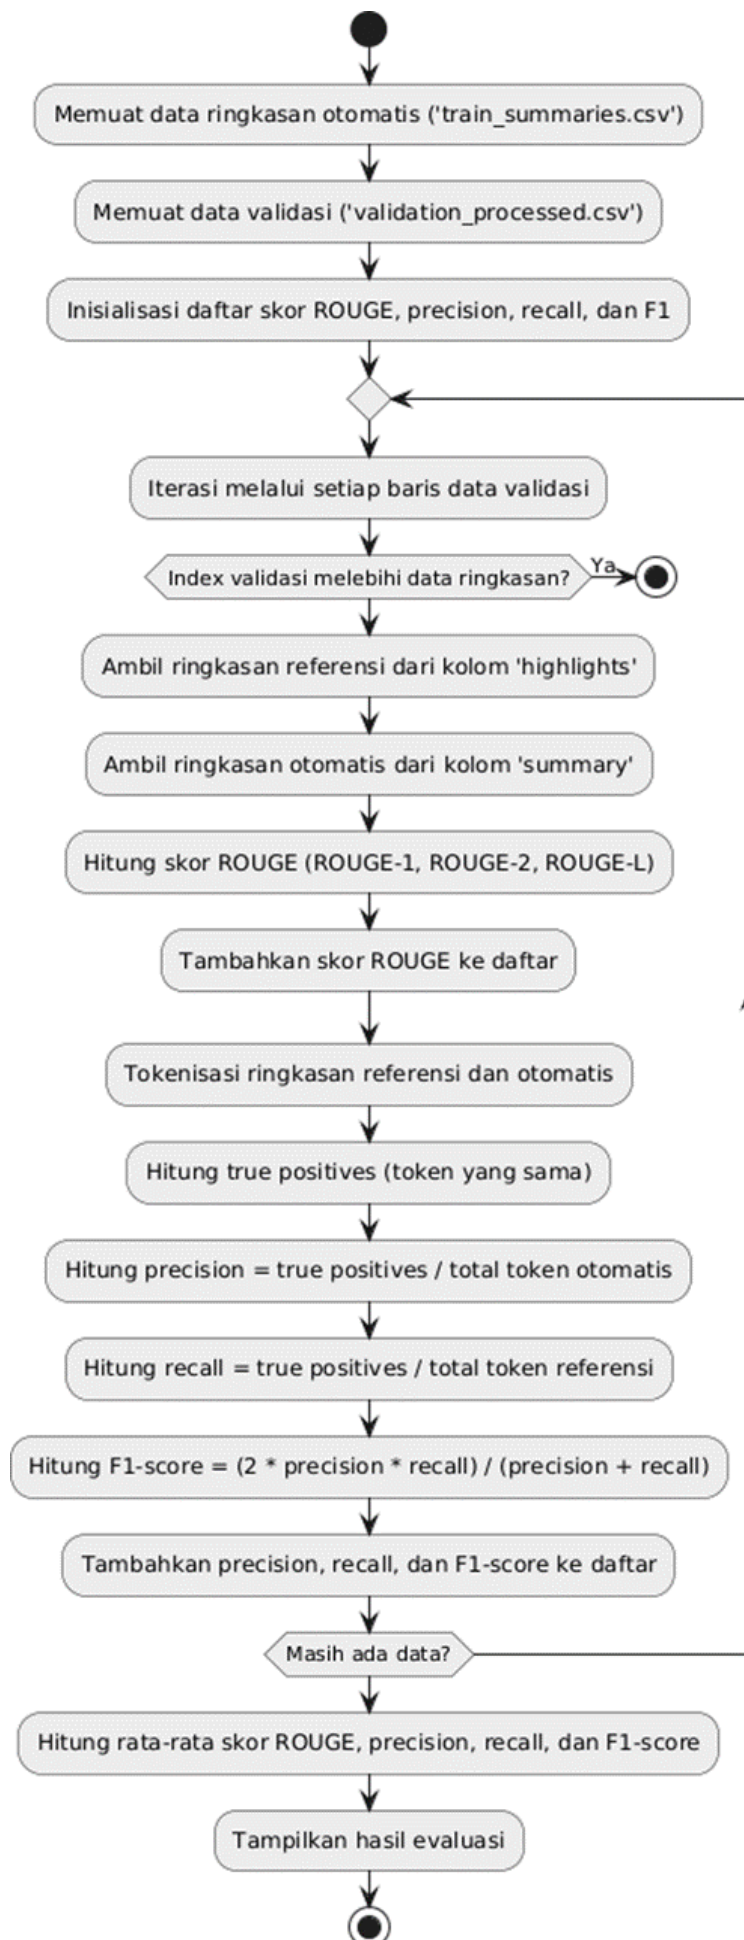 Memuat data ringkasan otomatis ('train_summaries.csv')
Memuat data validasi ('validation_processed.csv')
Inisialisasi daftar skor ROUGE, precision, recall, dan F1
Iterasi melalui setiap baris data validasi
Index validasi melebihi data ringkasan?
Ya
Ambil ringkasan referensi dari kolom 'highlights'
Ambil ringkasan otomatis dari kolom 'summary'
Hitung skor ROUGE (ROUGE-1, ROUGE-2, ROUGE-L)
Tambahkan skor ROUGE ke daftar
Tokenisasi ringkasan referensi dan otomatis
Hitung true positives (token yang sama)
Hitung precision = true positives / total token otomatis
Hitung recall = true positives / total token referensi
Hitung F1-score = (2 * precision * recall) / (precision + recall)
Tambahkan precision, recall, dan F1-score ke daftar
Masih ada data?
Hitung rata-rata skor ROUGE, precision, recall, dan F1-score
Tampilkan hasil evaluasi